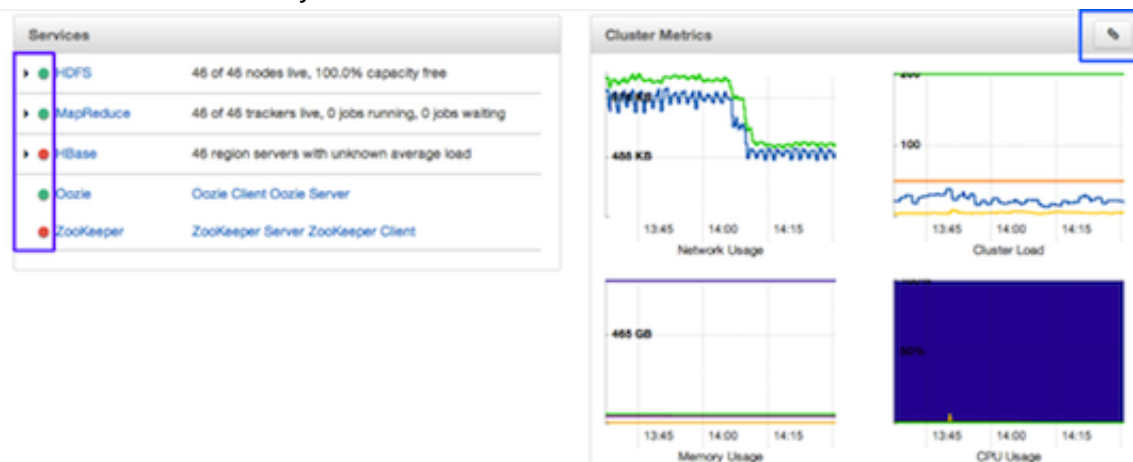 Services
HDFS 46 of 46 nodes live, 100.0% capacity free
MapReduce 46 of 46 trackers live, 0 jobs running, 0 jobs waiting
HBase 46 region servers with unknown average load
Oozie Oozie Client Oozie Server
ZooKeeper ZooKeeper Server ZooKeeper Client
Cluster Metrics
488 KB
13:45 14:00 14:15
Network Usage
200
100
13:45 14:00 14:15
Cluster Load
465 GB
13:45 14:00 14:15
Memory Usage
100%
13:45 14:00 14:15
CPU Usage